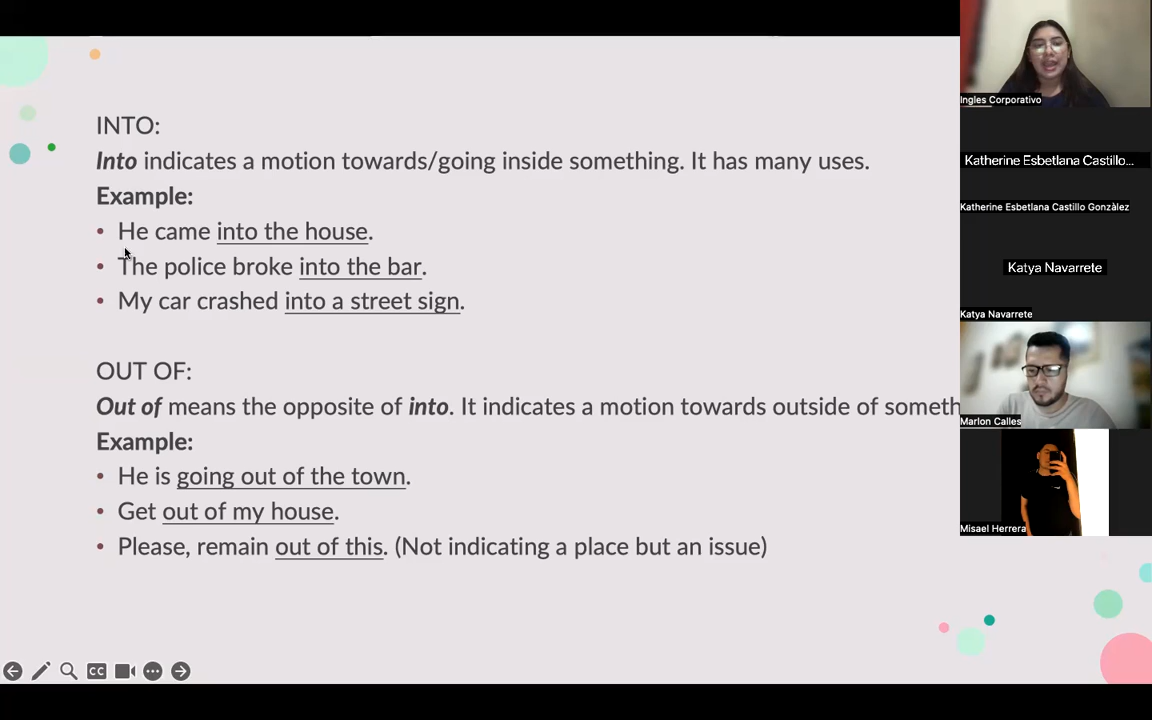 INTO:
Into indicates a motion towards/going inside something. It has many uses.
Example:
• He came into the house.
• The police broke into the bar.
• My car crashed into a street sign.
OUT OF:
Out of means the opposite of into. It indicates a motion towards outside of someth
Example:
• He is going out of the town.
• Get out of my house.
• Please, remain out of this. (Not indicating a place but an issue)
CC
Ingles Corporativo
Katherine Esbetlana Castillo...
Katherine Esbetlana Castillo Gonzàlez
Katya Navarrete
Katya Navarrete
Marlon Calles
Misael Herrera